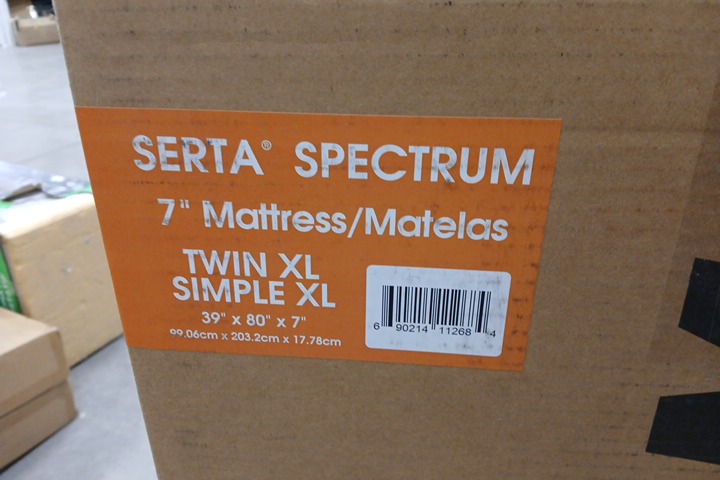 SERTA® SPECTRUM
7" Mattress/Matelas
TWIN XL
SIMPLE XL
39" x 80" x 7"
99.06cm x 203.2cm x 17.78cm
6 90214 11268 4